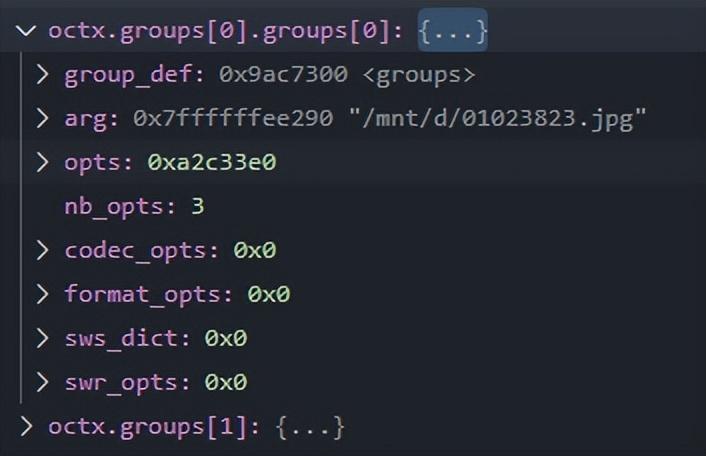 octx.groups[0].groups[0]: {...}
group_def: 0x9ac7300 <groups>
arg: 0x7ffffffee290 "/mnt/d/01023823.jpg"
opts: 0xa2c33e0
nb_opts: 3
codec_opts: 0x0
format_opts: 0x0
sws_dict: 0x0
swr_opts: 0x0
octx.groups[1]: {...}